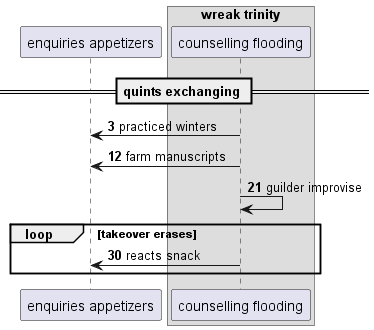 wreak trinity
enquiries appetizers counselling flooding
quints exchanging
3 practiced winters
12 farm manuscripts
21 guilder improvise
loop [takeover erases]
30 reacts snack
enquiries appetizers counselling flooding